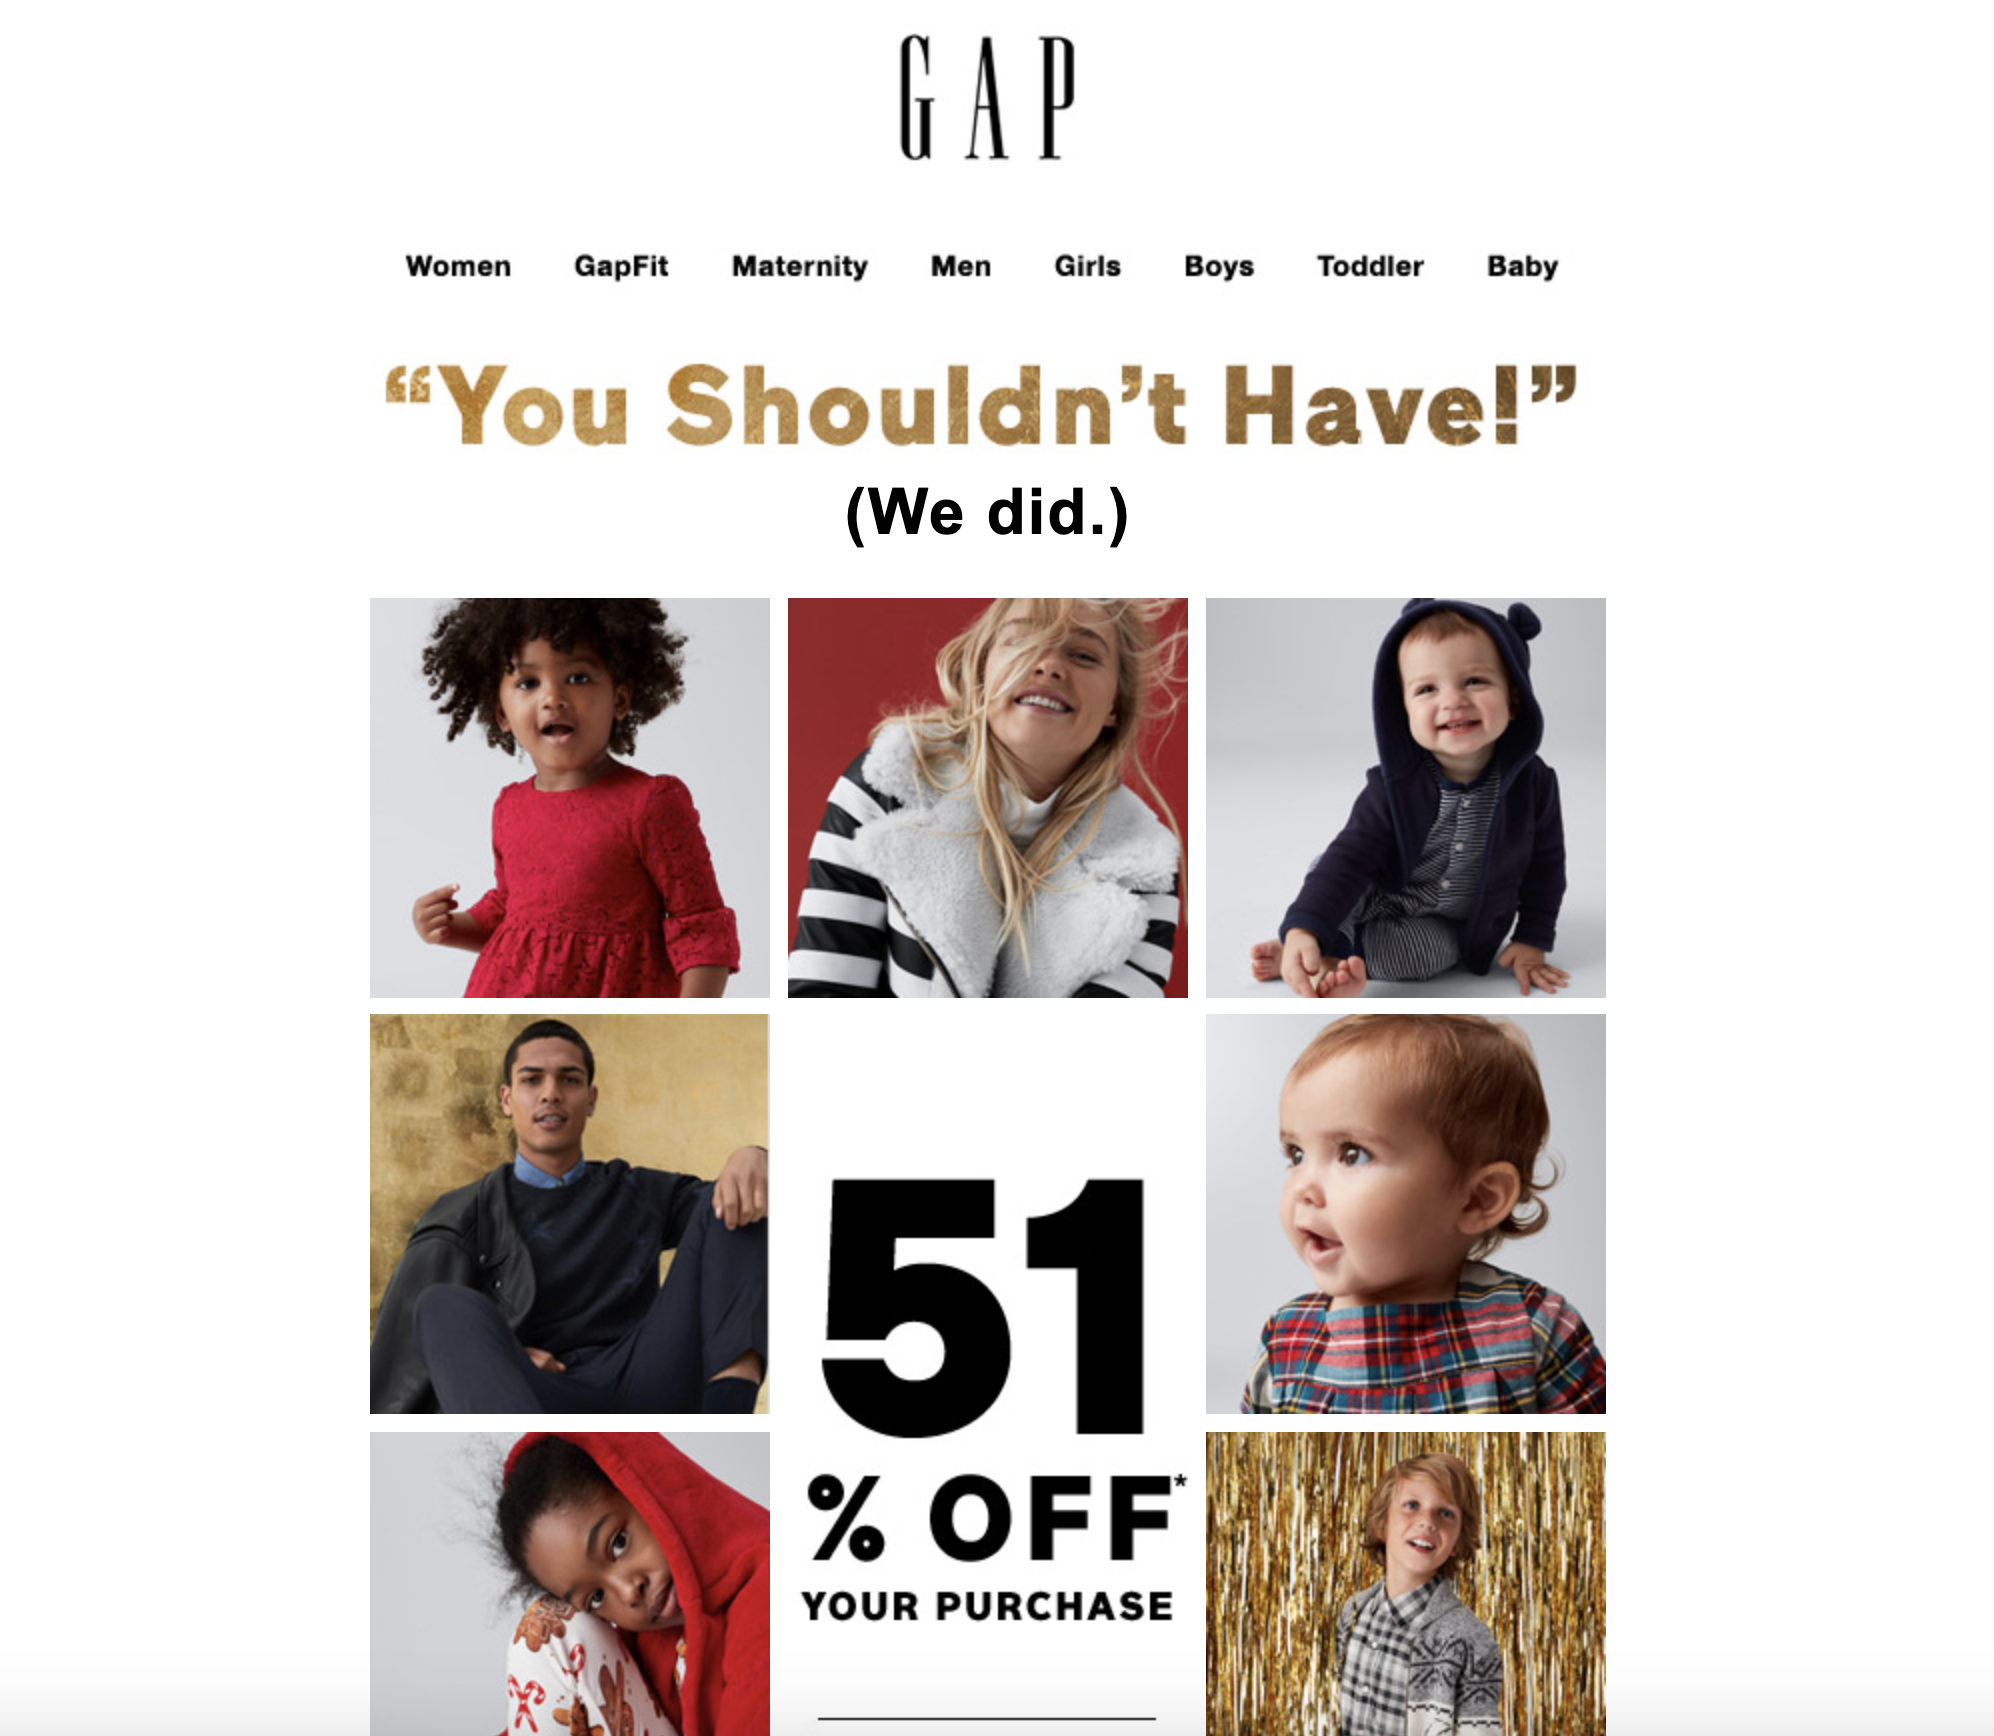 GAP
Women GapFit Maternity Men Girls Boys Toddler Baby
“You Shouldn’t Have!”
(We did.)
51
% OFF*
YOUR PURCHASE